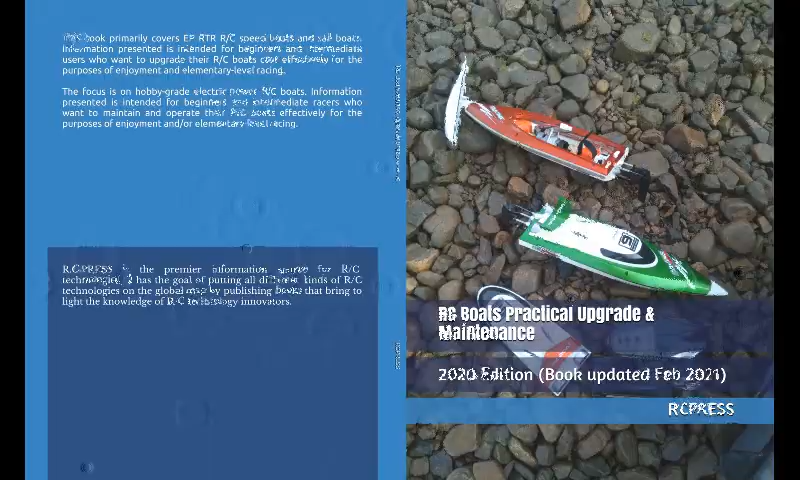 This book primarily covers EP RTR R/C speed boats and sail boats.
Information presented is intended for beginners and intermediate
users who want to upgrade their R/C boats cost effectively for the
purposes of enjoyment and elementary-level racing.
The focus is on hobby-grade electric power R/C boats. Information
presented is intended for beginners and intermediate racers who
want to maintain and operate their R/C boats effectively for the
purposes of enjoyment and/or elementary-level racing.
RCPRESS is the premier information source for R/C
technologies. It has the goal of putting all different kinds of R/C
technologies on the global map by publishing books that bring to
light the knowledge of R/C technology innovators.
RC Boats Practical Upgrade &
Maintenance
2020 Edition (Book updated Feb 2021)
RCPRESS